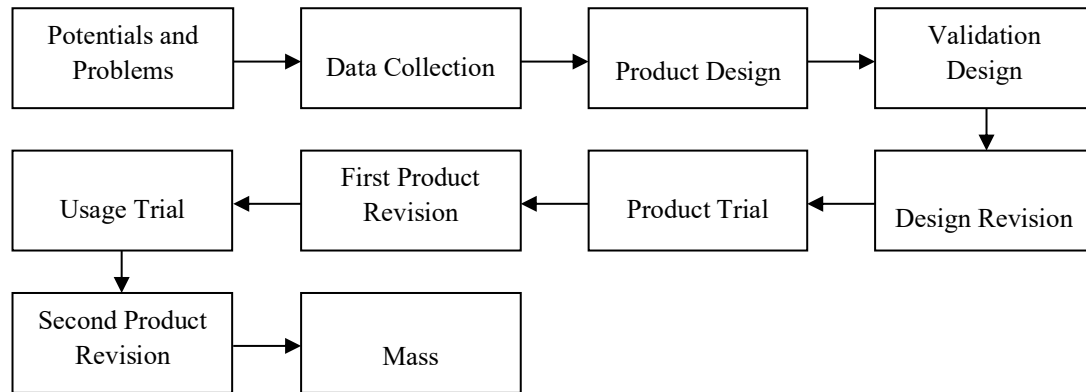 Potentials and
Problems
Data Collection
Product Design
Validation
Design
Design Revision
Product Trial
First Product
Revision
Usage Trial
Second Product
Revision
Mass